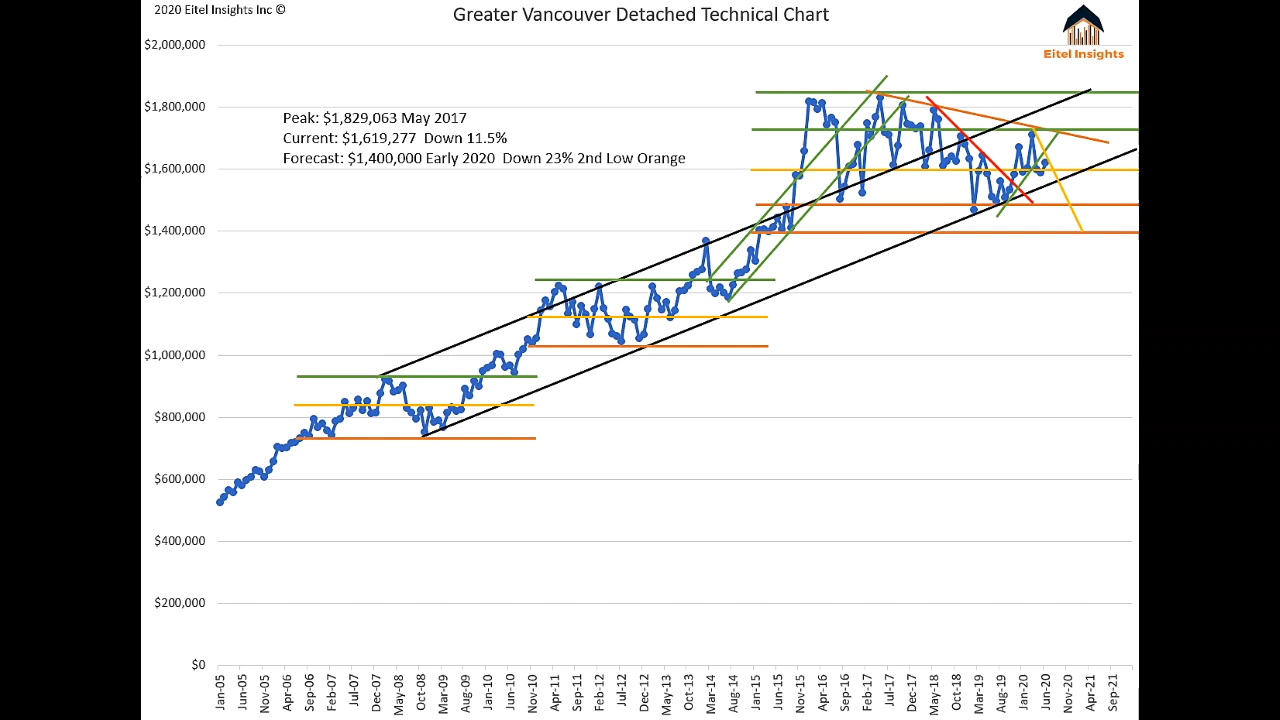 2020 Eitel Insights Inc ©
Greater Vancouver Detached Technical Chart
Eitel Insights
$2,000,000
$1,800,000
$1,600,000
$1,400,000
$1,200,000
$1,000,000
$800,000
$600,000
$400,000
$200,000
$0
Peak: $1,829,063 May 2017
Current: $1,619,277 Down 11.5%
Forecast: $1,400,000 Early 2020 Down 23% 2nd Low Orange
Jan-05
Jun-05
Nov-05
Apr-06
Sep-06
Feb-07
Jul-07
Dec-07
May-08
Oct-08
Mar-09
Aug-09
Jan-10
Jun-10
Nov-10
Apr-11
Sep-11
Feb-12
Jul-12
Dec-12
May-13
Oct-13
Mar-14
Aug-14
Jan-15
Jun-15
Nov-15
Apr-16
Sep-16
Feb-17
Jul-17
Dec-17
May-18
Oct-18
Mar-19
Aug-19
Jan-20
Jun-20
Nov-20
Apr-21
Sep-21